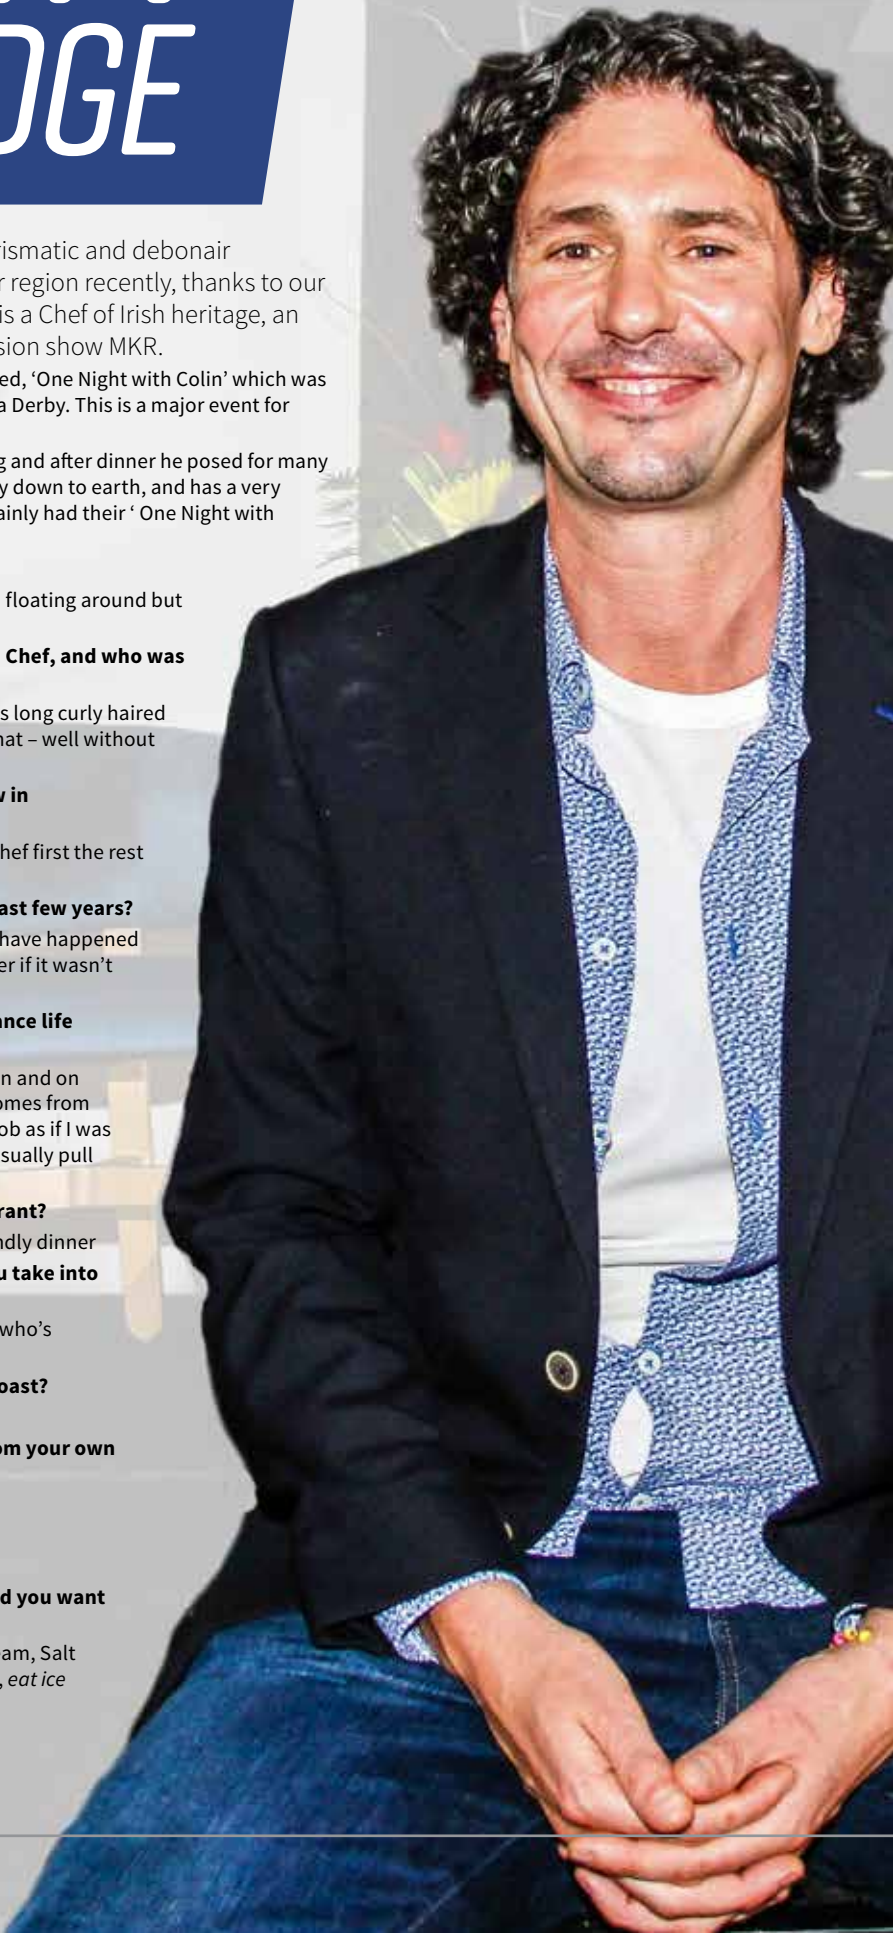 DGE
rismatic and debonair
r region recently, thanks to our
is a Chef of Irish heritage, an
sion show MKR.
ed, ‘One Night with Colin’ which was
a Derby. This is a major event for
g and after dinner he posed for many
y down to earth, and has a very
ainly had their ‘ One Night with
floating around but
Chef, and who was
s long curly haired
hat – well without
w in
hef first the rest
ast few years?
have happened
er if it wasn’t
ance life
n and on
omes from
ob as if I was
sually pull
rant?
ndly dinner
u take into
who’s
oast?
om your own
d you want
eam, Salt
, eat ice